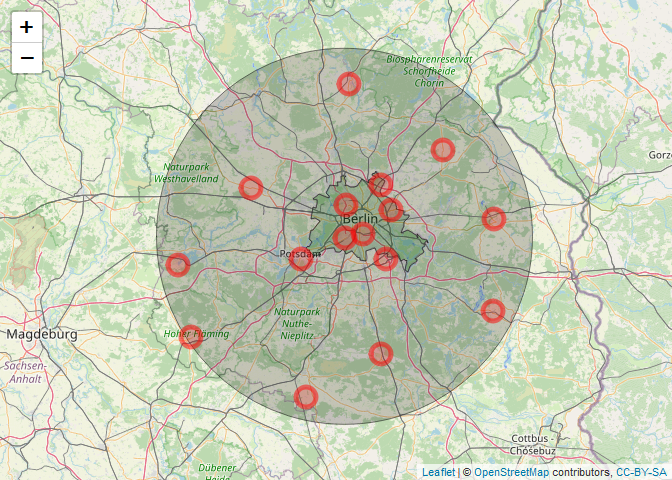 +
−
Biosphärenreservat
Schorfheide
Chorin
Gorzo
Naturpark
Westhavelland
Berlin
Potsdam
Naturpark
Nuthe-
Nieplitz
Hoher Fläming
Magdeburg
Sachsen-
Anhalt
Cottbus -
Chóśebuz
Dübener
Heide
Leaflet | © OpenStreetMap contributors, CC-BY-SA